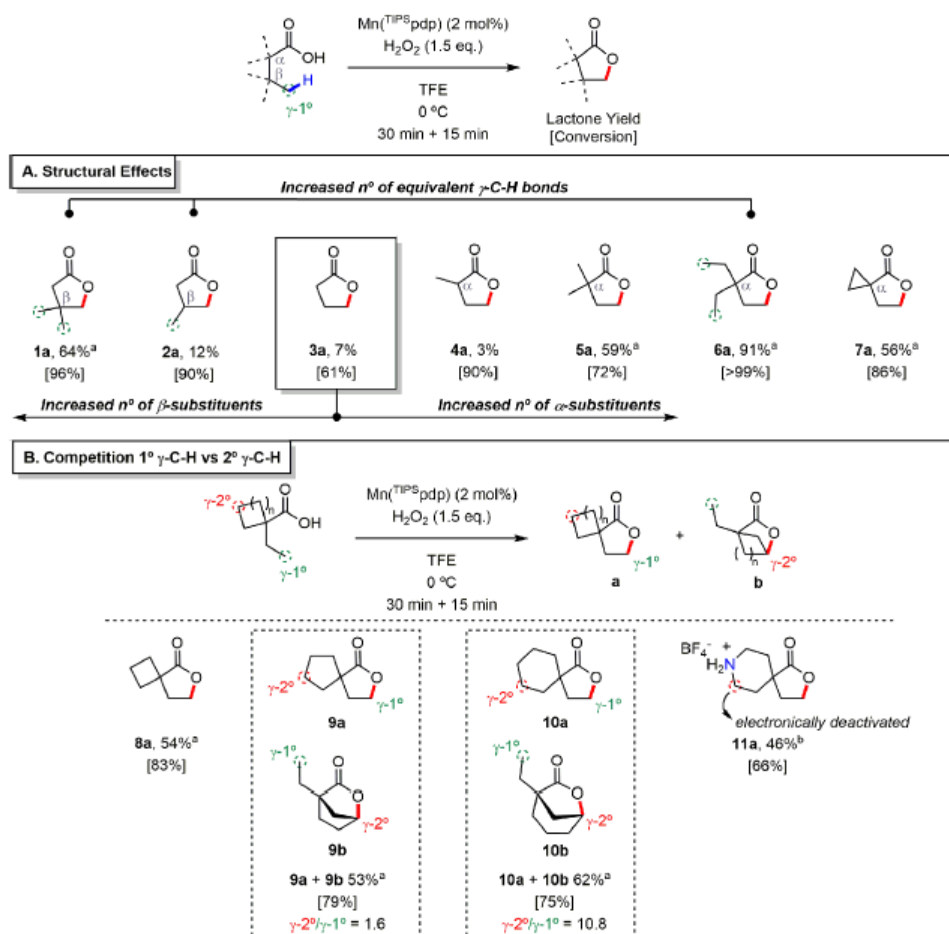 Mn(ᵀᴵᴾˢpdp) (2 mol%)
H₂O₂ (1.5 eq.)
TFE
0 ºC
30 min + 15 min
O
OH
α
β
H
γ-1º
O
O
Lactone Yield
[Conversion]
A. Structural Effects
Increased nº of equivalent γ-C-H bonds
O
O
β
O
O
β
O
O
O
O
α
O
O
α
O
O
α
O
O
α
1a, 64%ᵃ
2a, 12%
3a, 7%
4a, 3%
5a, 59%ᵃ
6a, 91%ᵃ
7a, 56%ᵃ
[96%]
[90%]
[61%]
[90%]
[72%]
[>99%]
[86%]
Increased nº of β-substituents
Increased nº of α-substituents
B. Competition 1º γ-C-H vs 2º γ-C-H
γ-2º
( )n
O
OH
γ-1º
Mn(ᵀᴵᴾˢpdp) (2 mol%)
H₂O₂ (1.5 eq.)
TFE
0 ºC
30 min + 15 min
( )n
O
O
γ-1º
a
+
O
O
( )n
γ-2º
b
O
O
8a, 54%ᵃ
[83%]
O
O
γ-2º
γ-1º
9a
γ-1º
O
O
γ-2º
9b
9a + 9b 53%ᵃ
[79%]
γ-2º/γ-1º = 1.6
O
O
γ-2º
γ-1º
10a
γ-1º
O
O
γ-2º
10b
10a + 10b 62%ᵃ
[75%]
γ-2º/γ-1º = 10.8
BF₄⁻ +
H₂N
O
O
electronically deactivated
11a, 46%ᵇ
[66%]